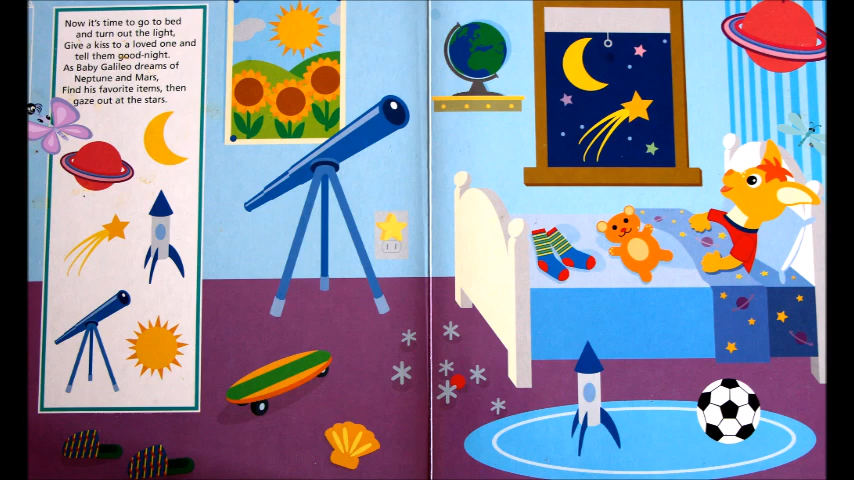 Now it's time to go to bed
and turn out the light,
Give a kiss to a loved one and
tell them good-night.
As Baby Galileo dreams of
Neptune and Mars,
Find his favorite items, then
gaze out at the stars.